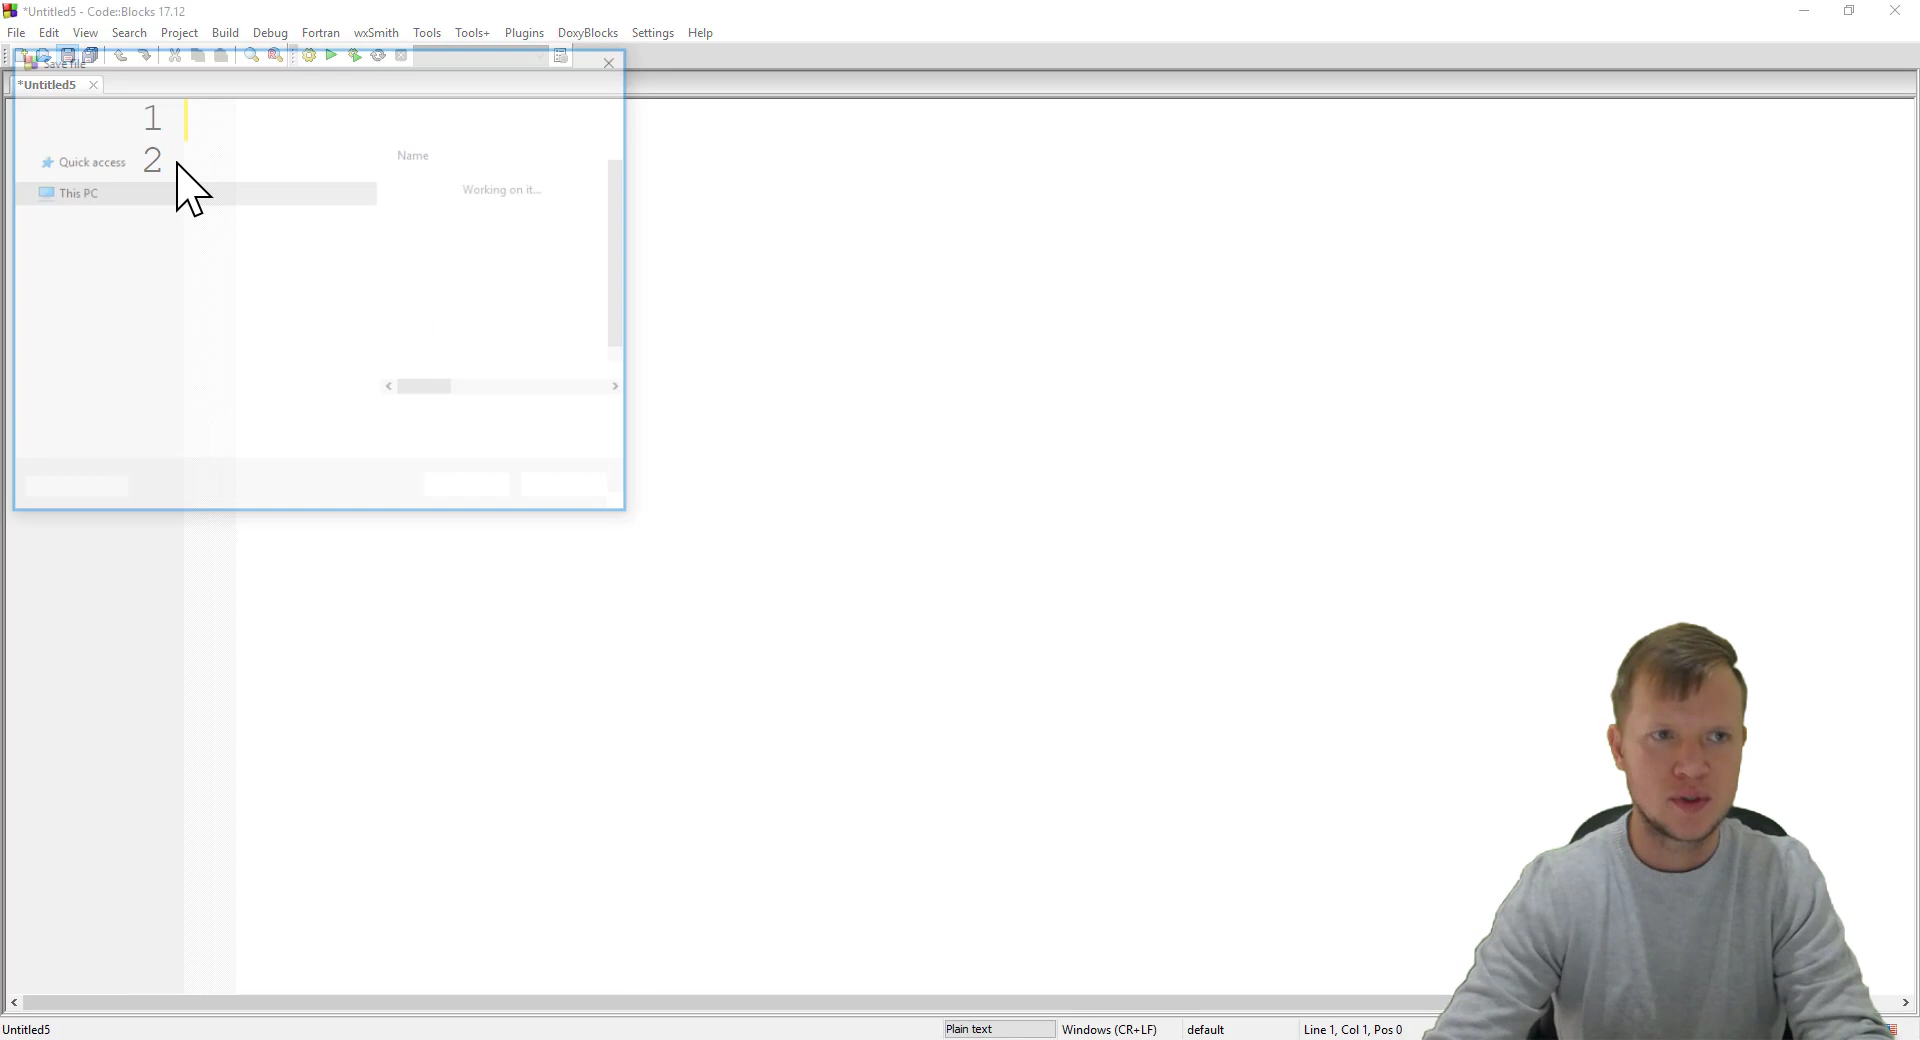 *Untitled5 - Code::Blocks 17.12
File Edit View Search Project Build Debug Fortran wxSmith Tools Tools+ Plugins DoxyBlocks Settings Help
Save file
*Untitled5
1
Name
Quick access
2
Working on it...
This PC
Untitled5
Plain text
Windows (CR+LF)
default
Line 1, Col 1, Pos 0